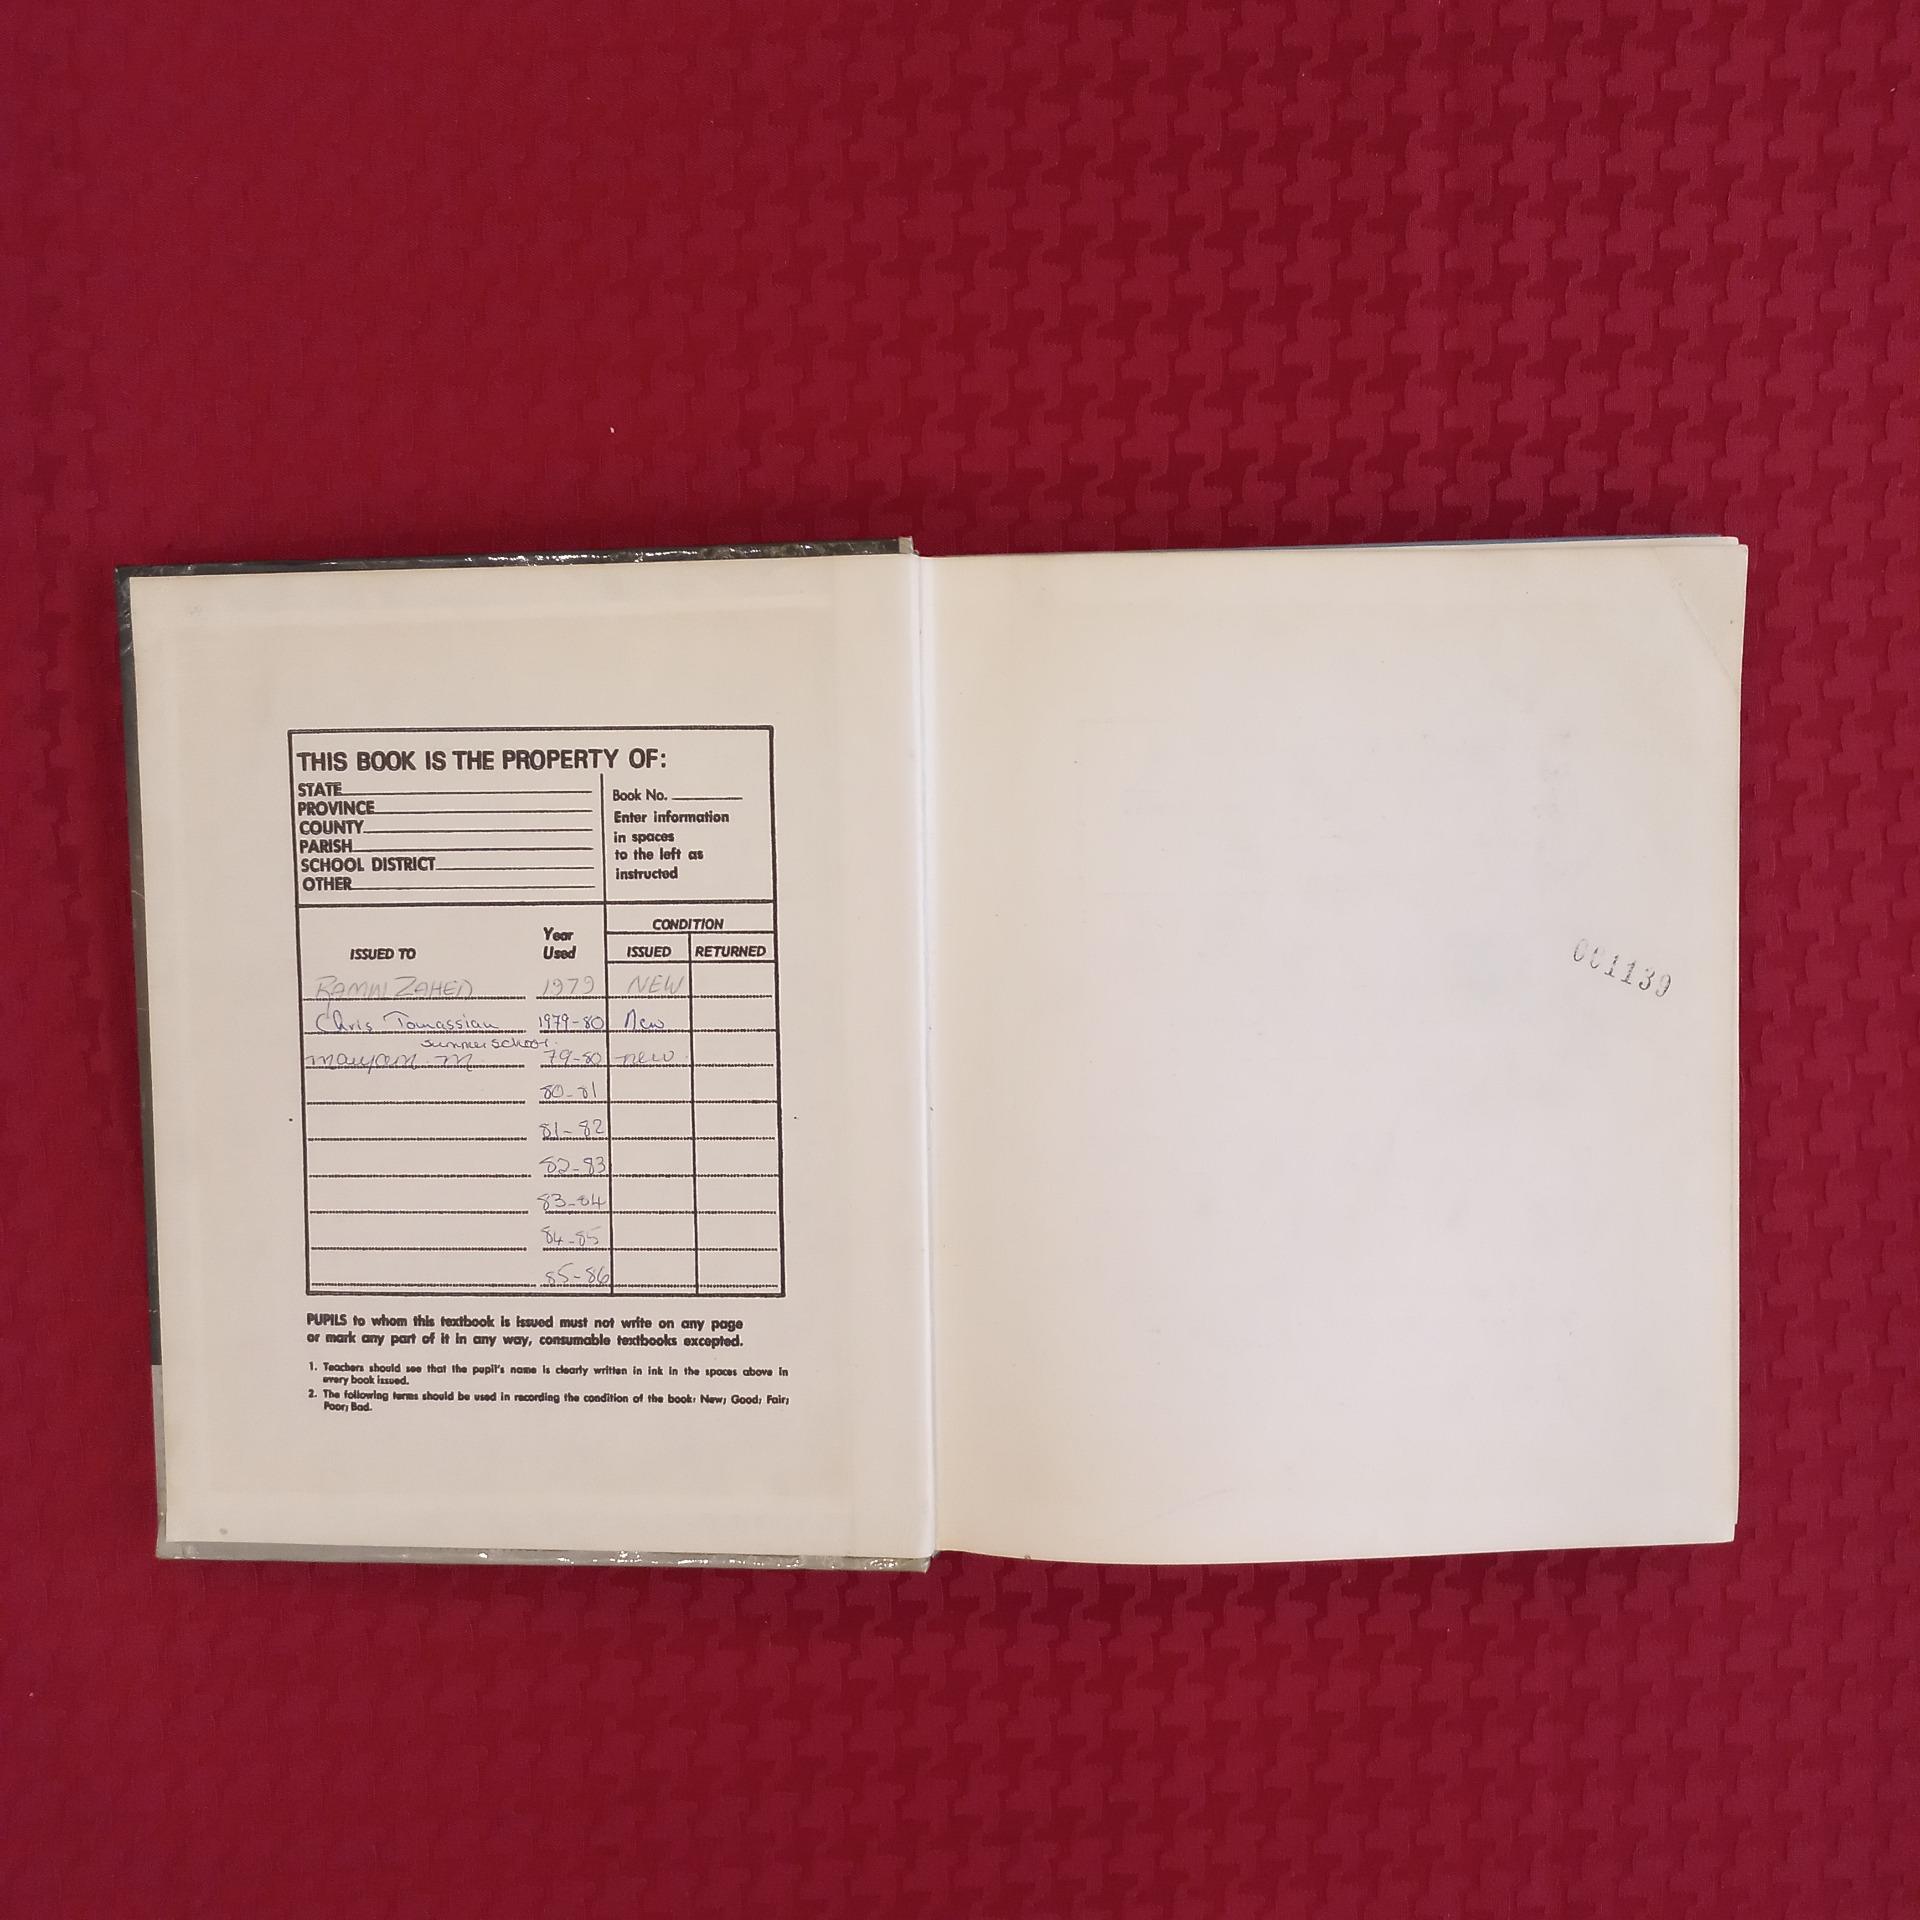 THIS BOOK IS THE PROPERTY OF:
STATE
PROVINCE
COUNTY
PARISH
SCHOOL DISTRICT
OTHER
Book No.
Enter information
in spaces
to the left as
instructed
ISSUED TO
Year
Used
CONDITION
ISSUED RETURNED
RAMIN ZAHED 1979 NEW
Chris Tomassian 1979-80 New
summer school.
maryam. m. 79-80 new.
80-81
81-82
82-83
83-84
84-85
85-86
PUPILS to whom this textbook is issued must not write on any page
or mark any part of it in any way, consumable textbooks excepted.
1. Teachers should see that the pupil's name is clearly written in ink in the spaces above in
every book issued.
2. The following terms should be used in recording the condition of the book: New; Good; Fair;
Poor; Bad.
001139